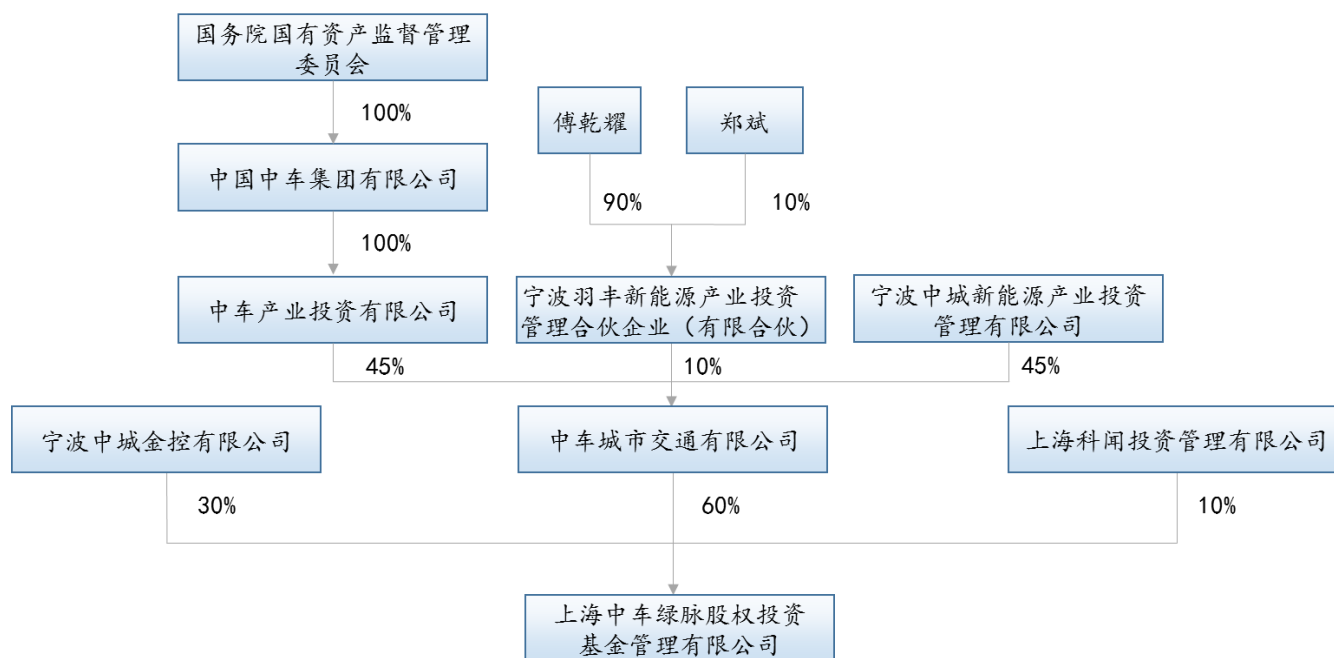 国务院国有资产监督管理
委员会
100%
傅乾耀
郑斌
中国中车集团有限公司
90%
10%
100%
中车产业投资有限公司
宁波羽丰新能源产业投资
管理合伙企业（有限合伙）
宁波中城新能源产业投资
管理有限公司
45%
10%
45%
宁波中城金控有限公司
中车城市交通有限公司
上海科闻投资管理有限公司
30%
60%
10%
上海中车绿脉股权投资
基金管理有限公司